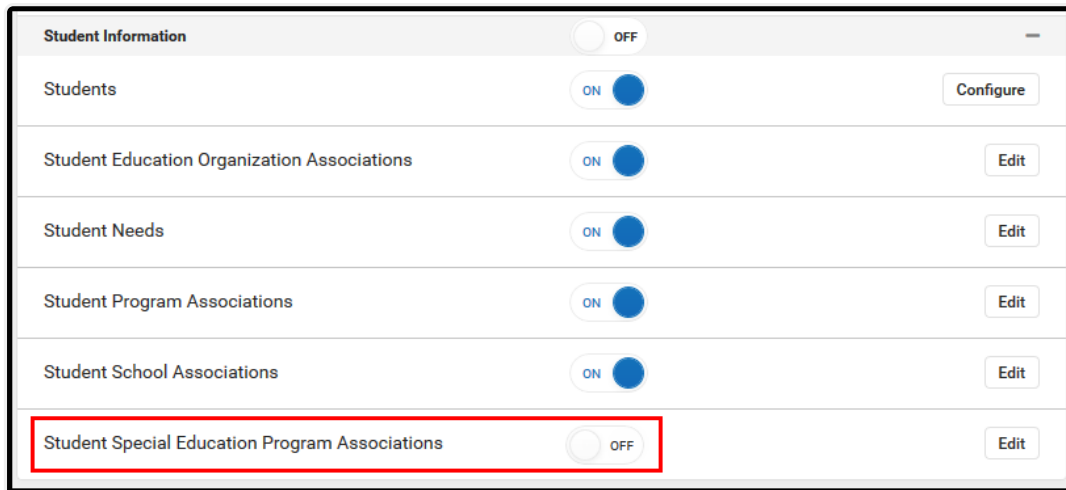 Student Information OFF
Students ON Configure
Student Education Organization Associations ON Edit
Student Needs ON Edit
Student Program Associations ON Edit
Student School Associations ON Edit
Student Special Education Program Associations OFF Edit